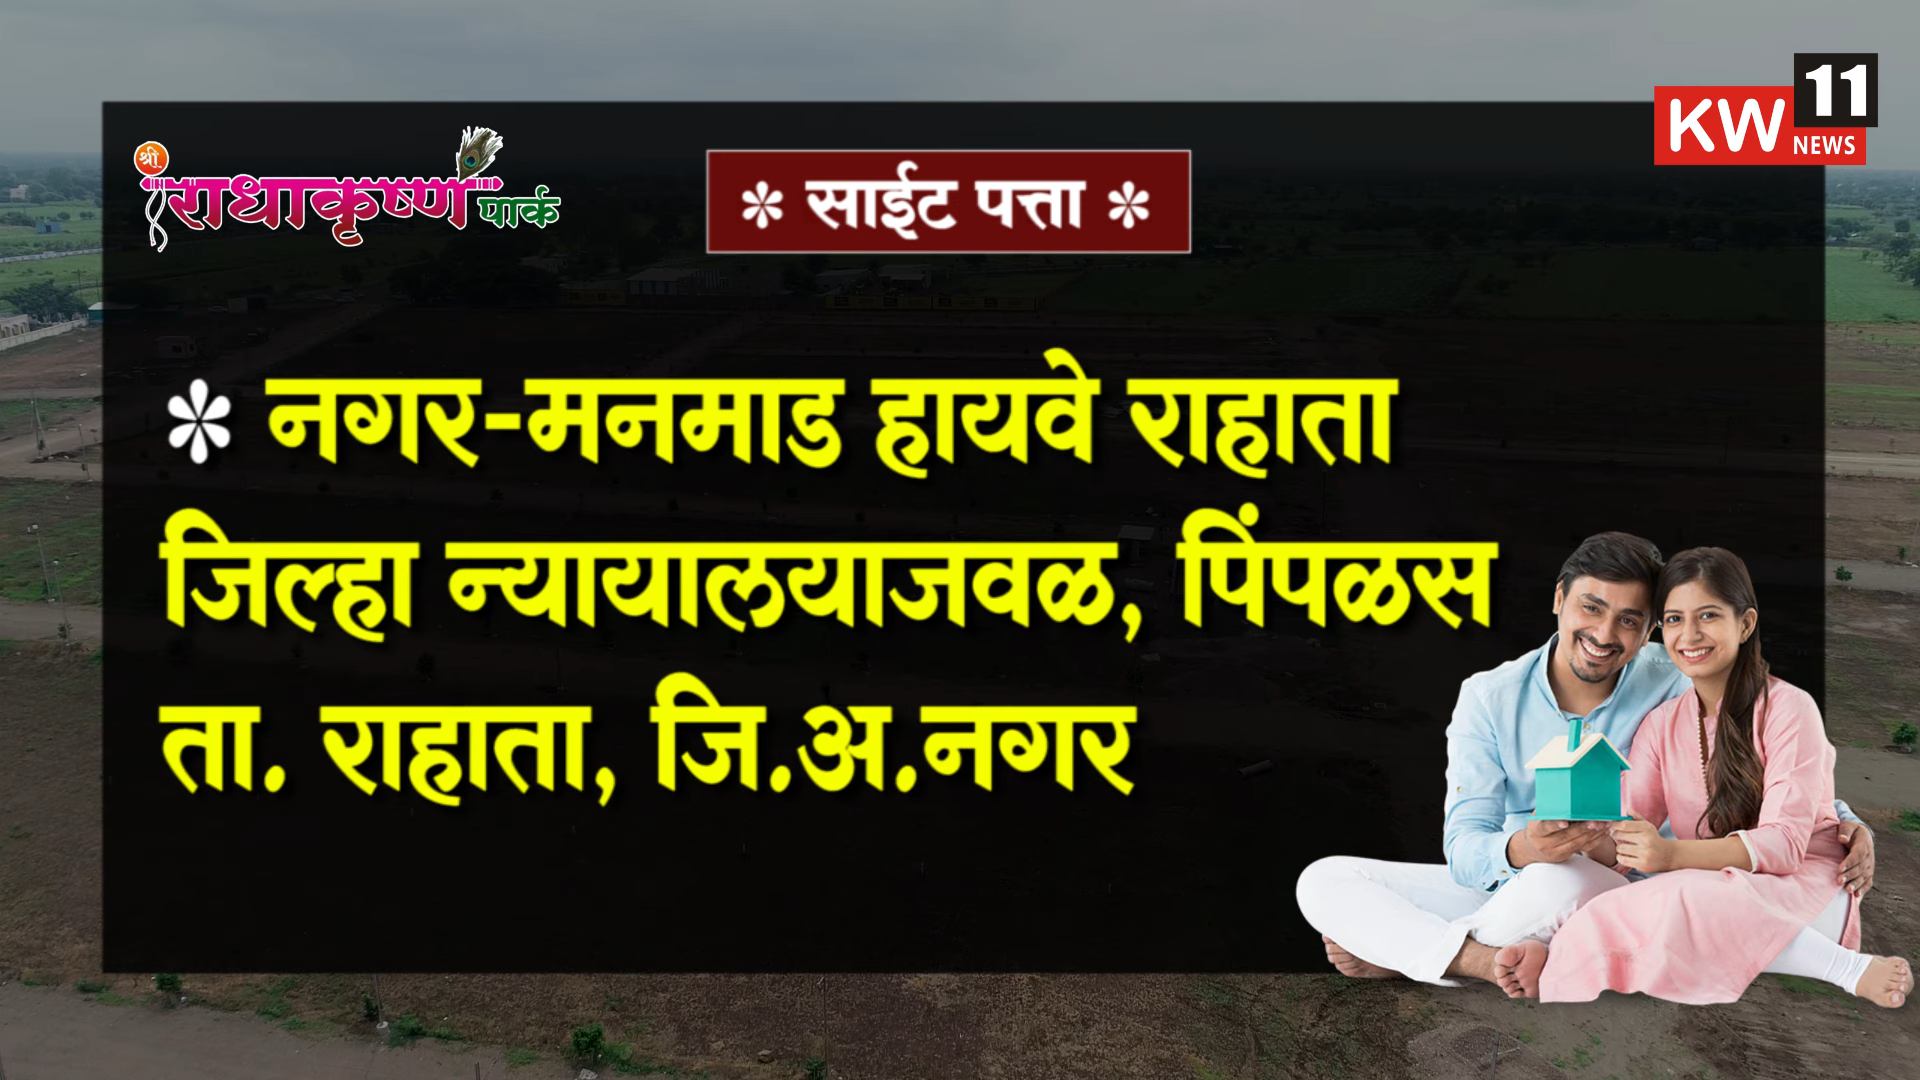 श्री
राधाकृष्ण पार्क
* साईट पत्ता *
KW 11 NEWS
* नगर-मनमाड हायवे राहाता
जिल्हा न्यायालयाजवळ, पिंपळस
ता. राहाता, जि.अ.नगर